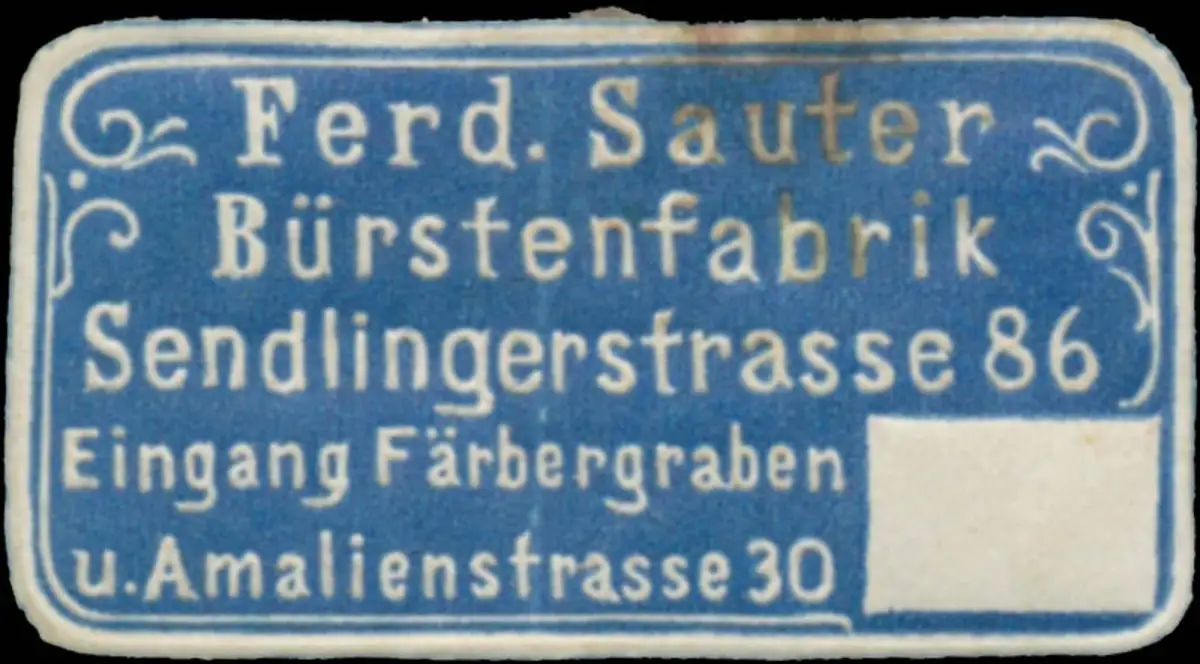 Ferd. Sauter
Bürstenfabrik
Sendlingerstrasse 86
Eingang Färbergraben
u. Amalienstrasse 30